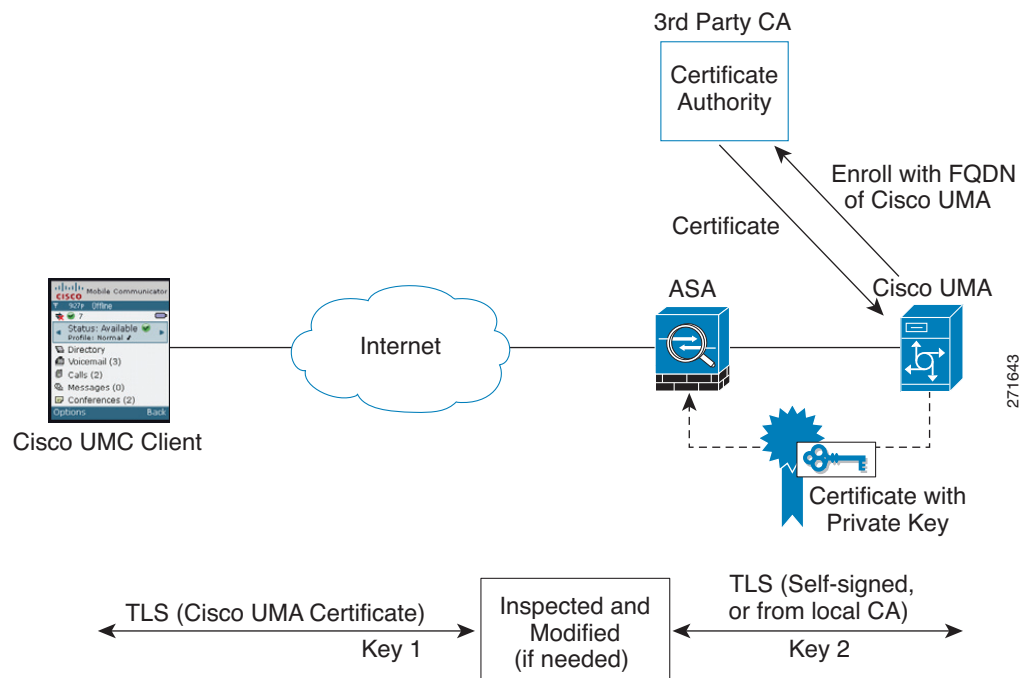 3rd Party CA
Certificate
Authority
Enroll with FQDN
of Cisco UMA
Certificate
Cisco UMA
ASA
CISCO Mobile Communicator
927p Offline
7
Status: Available
Profile: Normal
Directory
Voicemail (3)
Calls (2)
Messages (0)
Conferences (2)
Options Back
Cisco UMC Client
Internet
271643
Certificate with
Private Key
TLS (Cisco UMA Certificate)
Key 1
Inspected and
Modified
(if needed)
TLS (Self-signed,
or from local CA)
Key 2